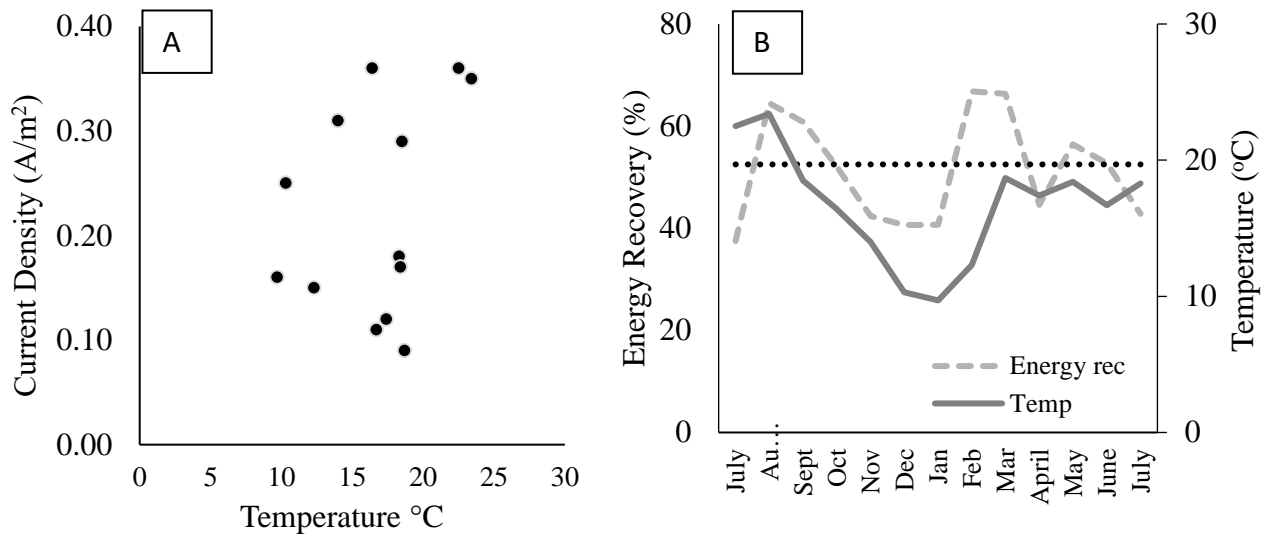 A
0.40
0.30
0.20
0.10
0.00
0
5
10
15
20
25
30
Current Density (A/m²)
Temperature °C
B
80
60
40
20
0
30
20
10
0
Energy Recovery (%)
Temperature (°C)
Energy rec
Temp
July
Au…
Sept
Oct
Nov
Dec
Jan
Feb
Mar
April
May
June
July